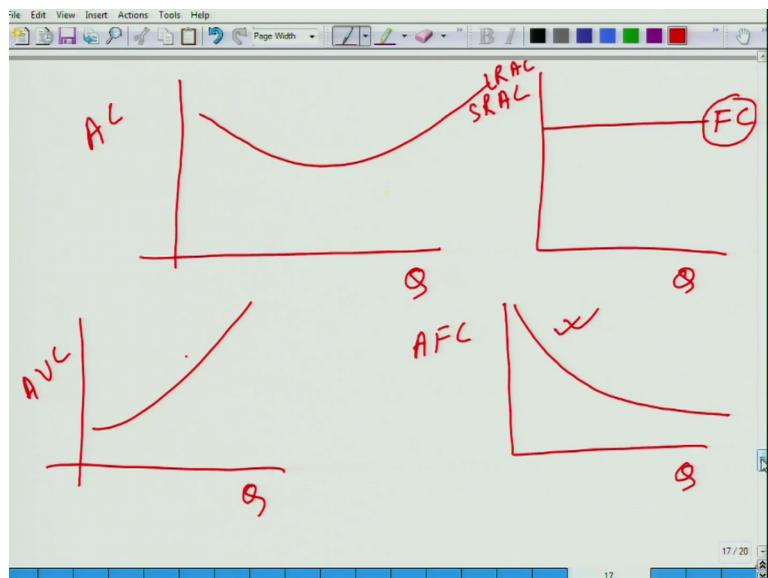 File Edit View Insert Actions Tools Help
Page Width
B I
AC
LRAC
SRAC
FC
Q
Q
AVC
AFC
Q
Q
17 / 20
17